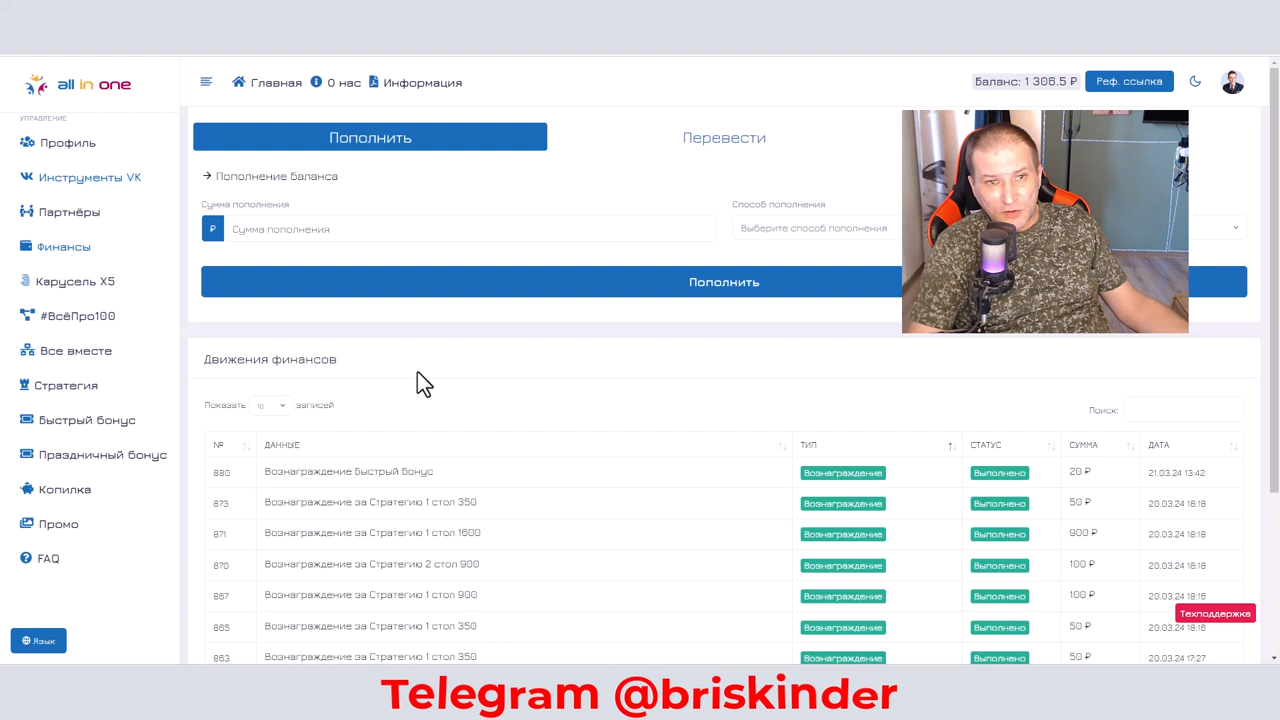 all in one
Главная О нас Информация
Баланс: 1 306.5 ₽
Реф. ссылка
УПРАВЛЕНИЕ
Профиль
Инструменты VK
Партнёры
Финансы
Карусель X5
#ВсёПро100
Все вместе
Стратегия
Быстрый бонус
Праздничный бонус
Копилка
Промо
FAQ
Язык
Пополнить Перевести
Пополнение баланса
Сумма пополнения Способ пополнения
₽ Сумма пополнения Выберите способ пополнения
Пополнить
Движения финансов
Показать 10 записей Поиск:
№ ДАННЫЕ ТИП СТАТУС СУММА ДАТА
880 Вознаграждение Быстрый бонус Вознаграждение Выполнено 20 ₽ 21.03.24 13:42
873 Вознаграждение за Стратегию 1 стол 350 Вознаграждение Выполнено 50 ₽ 20.03.24 18:18
871 Вознаграждение за Стратегию 1 стол 1600 Вознаграждение Выполнено 900 ₽ 20.03.24 18:18
870 Вознаграждение за Стратегию 2 стол 900 Вознаграждение Выполнено 100 ₽ 20.03.24 18:18
867 Вознаграждение за Стратегию 1 стол 900 Вознаграждение Выполнено 100 ₽ 20.03.24 18:16
Техподдержка
865 Вознаграждение за Стратегию 1 стол 350 Вознаграждение Выполнено 50 ₽ 20.03.24 18:16
863 Вознаграждение за Стратегию 1 стол 350 Вознаграждение Выполнено 50 ₽ 20.03.24 17:27
Telegram @briskinder